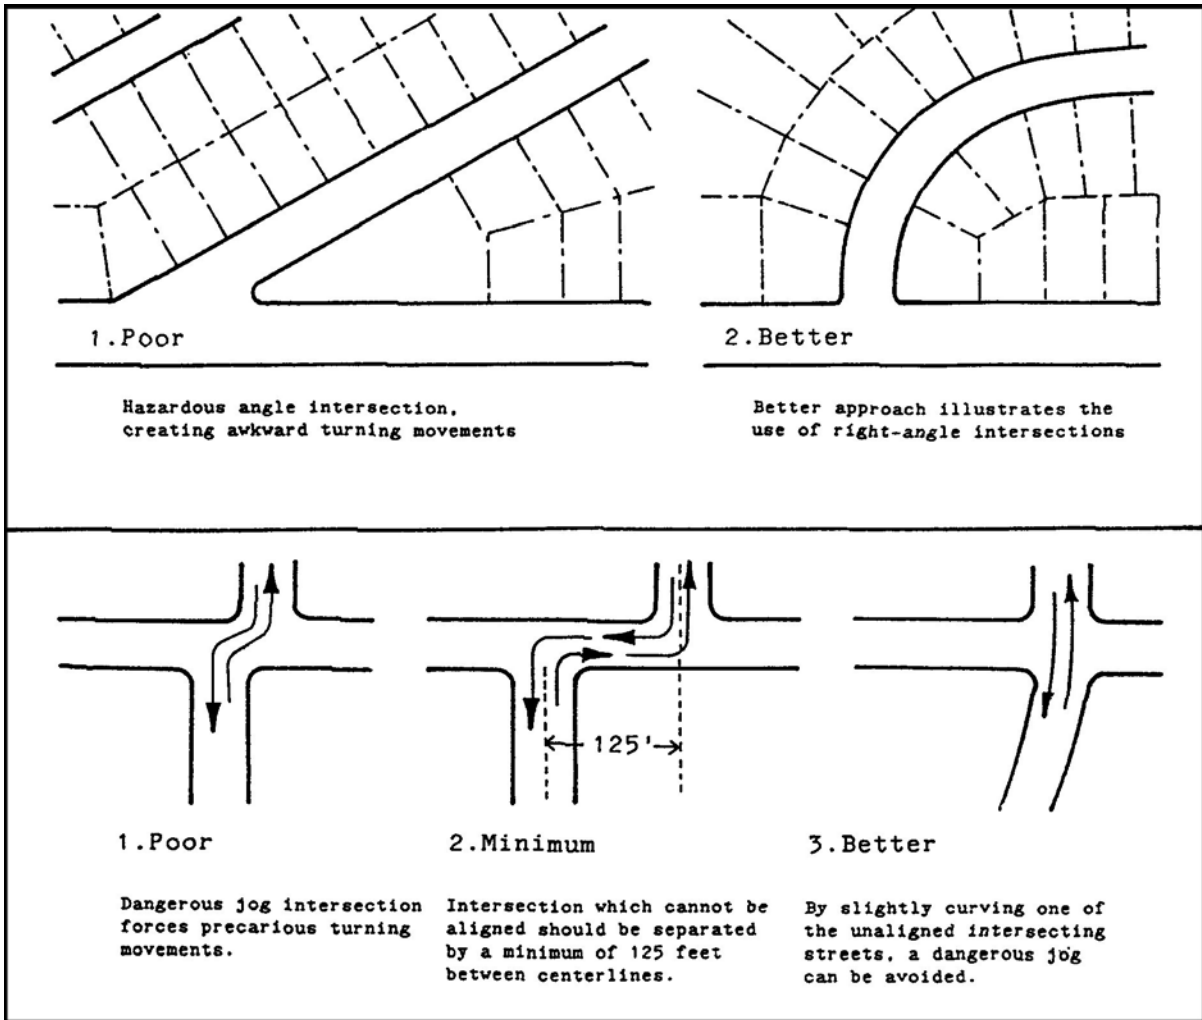 1.Poor
Hazardous angle intersection,
creating awkward turning movements
2.Better
Better approach illustrates the
use of right-angle intersections
125'
1.Poor
Dangerous jog intersection
forces precarious turning
movements.
2.Minimum
Intersection which cannot be
aligned should be separated
by a minimum of 125 feet
between centerlines.
3.Better
By slightly curving one of
the unaligned intersecting
streets, a dangerous jog
can be avoided.